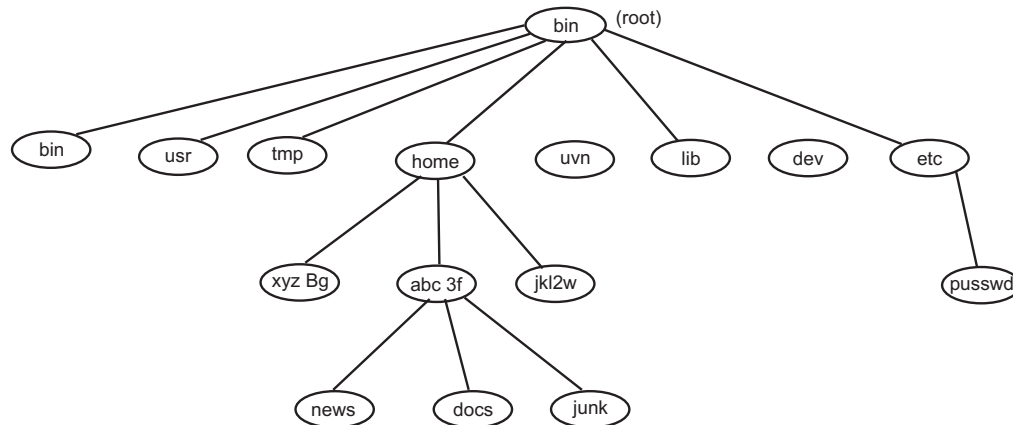 bin (root)
bin usr tmp home uvn lib dev etc
xyz Bg abc 3f jkl2w pusswd
news docs junk